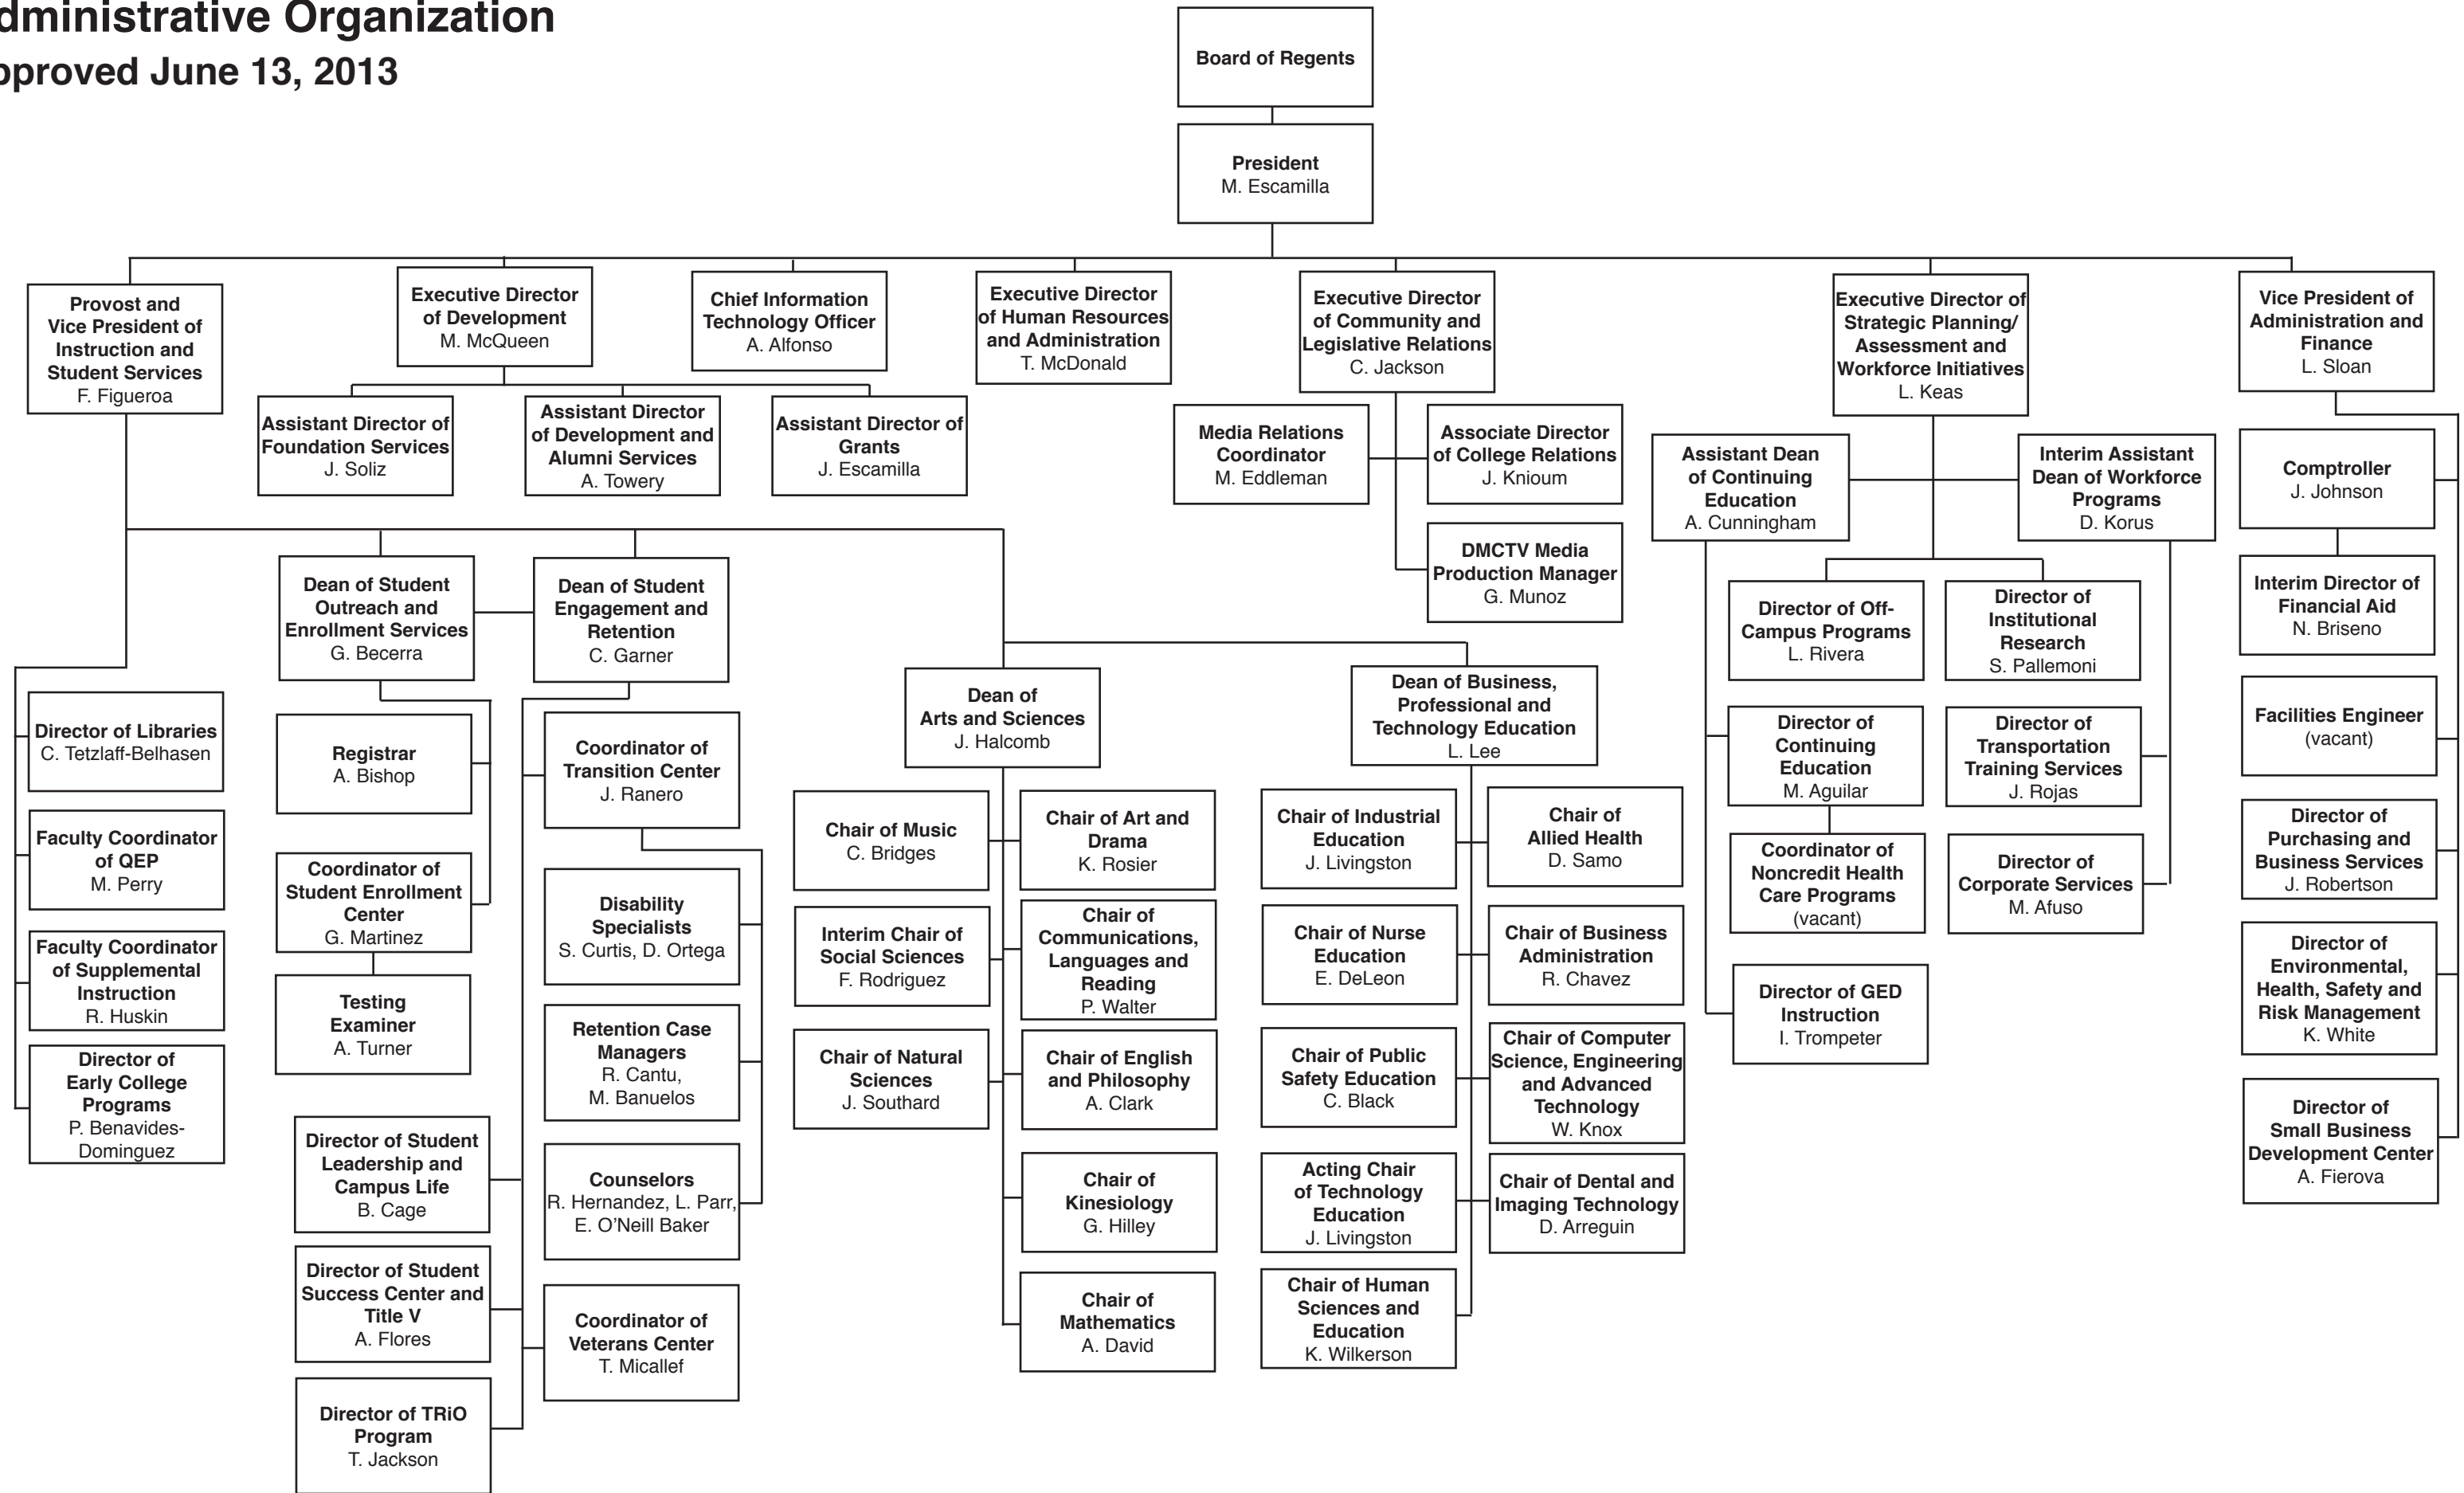 dministrative Organization
pproved June 13, 2013
Board of Regents
President
M. Escamilla
Provost and
Vice President of
Instruction and
Student Services
F. Figueroa
Executive Director
of Development
M. McQueen
Chief Information
Technology Officer
A. Alfonso
Executive Director
of Human Resources
and Administration
T. McDonald
Executive Director
of Community and
Legislative Relations
C. Jackson
Executive Director of
Strategic Planning/
Assessment and
Workforce Initiatives
L. Keas
Vice President of
Administration and
Finance
L. Sloan
Assistant Director of
Foundation Services
J. Soliz
Assistant Director
of Development and
Alumni Services
A. Towery
Assistant Director of
Grants
J. Escamilla
Media Relations
Coordinator
M. Eddleman
Associate Director
of College Relations
J. Knioum
DMCTV Media
Production Manager
G. Munoz
Assistant Dean
of Continuing
Education
A. Cunningham
Interim Assistant
Dean of Workforce
Programs
D. Korus
Comptroller
J. Johnson
Interim Director of
Financial Aid
N. Briseno
Facilities Engineer
(vacant)
Director of
Purchasing and
Business Services
J. Robertson
Director of
Environmental,
Health, Safety and
Risk Management
K. White
Director of
Small Business
Development Center
A. Fierova
Director of Off-
Campus Programs
L. Rivera
Director of
Institutional
Research
S. Pallemoni
Director of
Continuing
Education
M. Aguilar
Director of
Transportation
Training Services
J. Rojas
Coordinator of
Noncredit Health
Care Programs
(vacant)
Director of
Corporate Services
M. Afuso
Director of GED
Instruction
I. Trompeter
Dean of Student
Outreach and
Enrollment Services
G. Becerra
Dean of Student
Engagement and
Retention
C. Garner
Dean of
Arts and Sciences
J. Halcomb
Dean of Business,
Professional and
Technology Education
L. Lee
Director of Libraries
C. Tetzlaff-Belhasen
Faculty Coordinator
of QEP
M. Perry
Faculty Coordinator
of Supplemental
Instruction
R. Huskin
Director of
Early College
Programs
P. Benavides-
Dominguez
Registrar
A. Bishop
Coordinator of
Student Enrollment
Center
G. Martinez
Testing
Examiner
A. Turner
Director of Student
Leadership and
Campus Life
B. Cage
Director of Student
Success Center and
Title V
A. Flores
Director of TRiO
Program
T. Jackson
Coordinator of
Transition Center
J. Ranero
Disability
Specialists
S. Curtis, D. Ortega
Retention Case
Managers
R. Cantu,
M. Banuelos
Counselors
R. Hernandez, L. Parr,
E. O’Neill Baker
Coordinator of
Veterans Center
T. Micallef
Chair of Music
C. Bridges
Chair of Art and
Drama
K. Rosier
Interim Chair of
Social Sciences
F. Rodriguez
Chair of
Communications,
Languages and
Reading
P. Walter
Chair of Natural
Sciences
J. Southard
Chair of English
and Philosophy
A. Clark
Chair of
Kinesiology
G. Hilley
Chair of
Mathematics
A. David
Chair of Industrial
Education
J. Livingston
Chair of
Allied Health
D. Samo
Chair of Nurse
Education
E. DeLeon
Chair of Business
Administration
R. Chavez
Chair of Public
Safety Education
C. Black
Chair of Computer
Science, Engineering
and Advanced
Technology
W. Knox
Acting Chair
of Technology
Education
J. Livingston
Chair of Dental and
Imaging Technology
D. Arreguin
Chair of Human
Sciences and
Education
K. Wilkerson